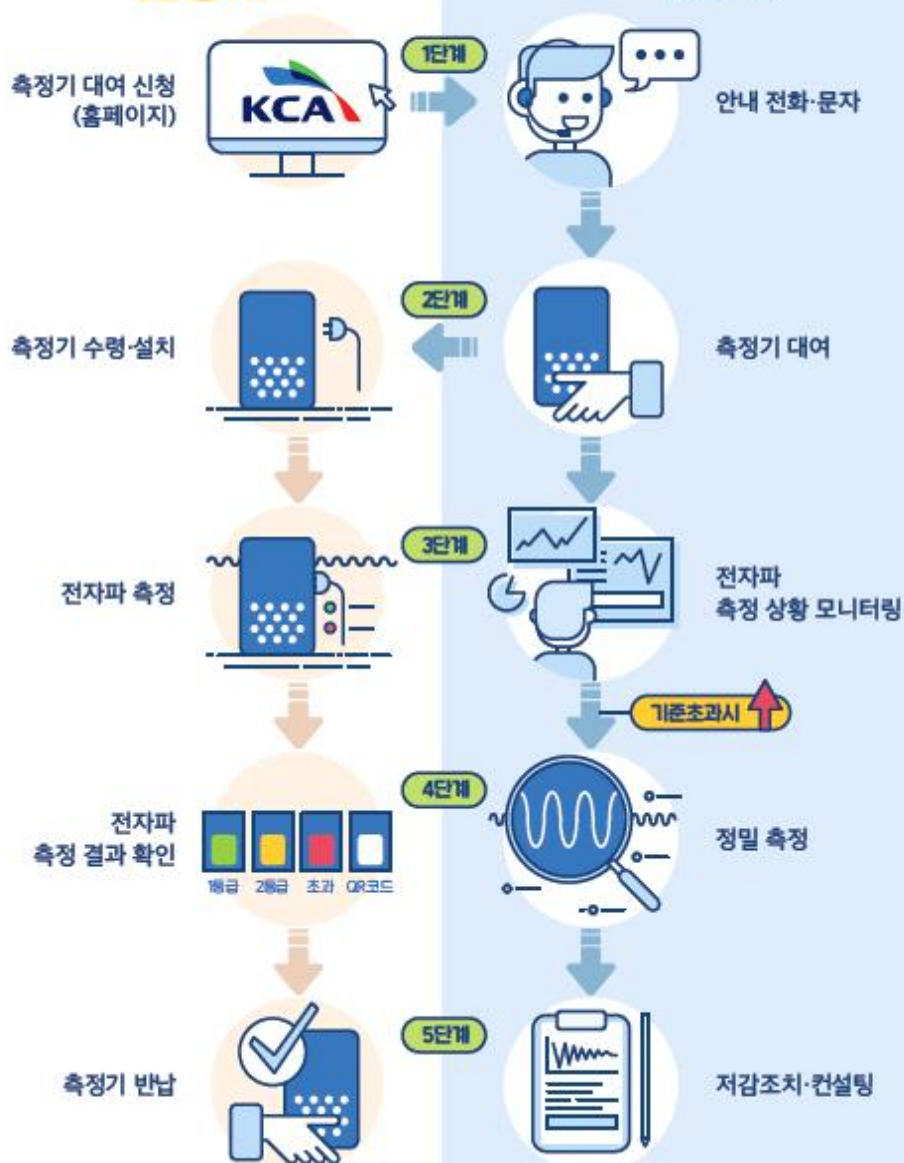 1단계
측정기 대여 신청
(홈페이지)
KCA
안내 전화·문자
2단계
측정기 수령·설치
측정기 대여
3단계
전자파 측정
전자파
측정 상황 모니터링
기준초과시
4단계
전자파
측정 결과 확인
1등급 2등급 초과 QR코드
정밀 측정
5단계
측정기 반납
저감조치·컨설팅